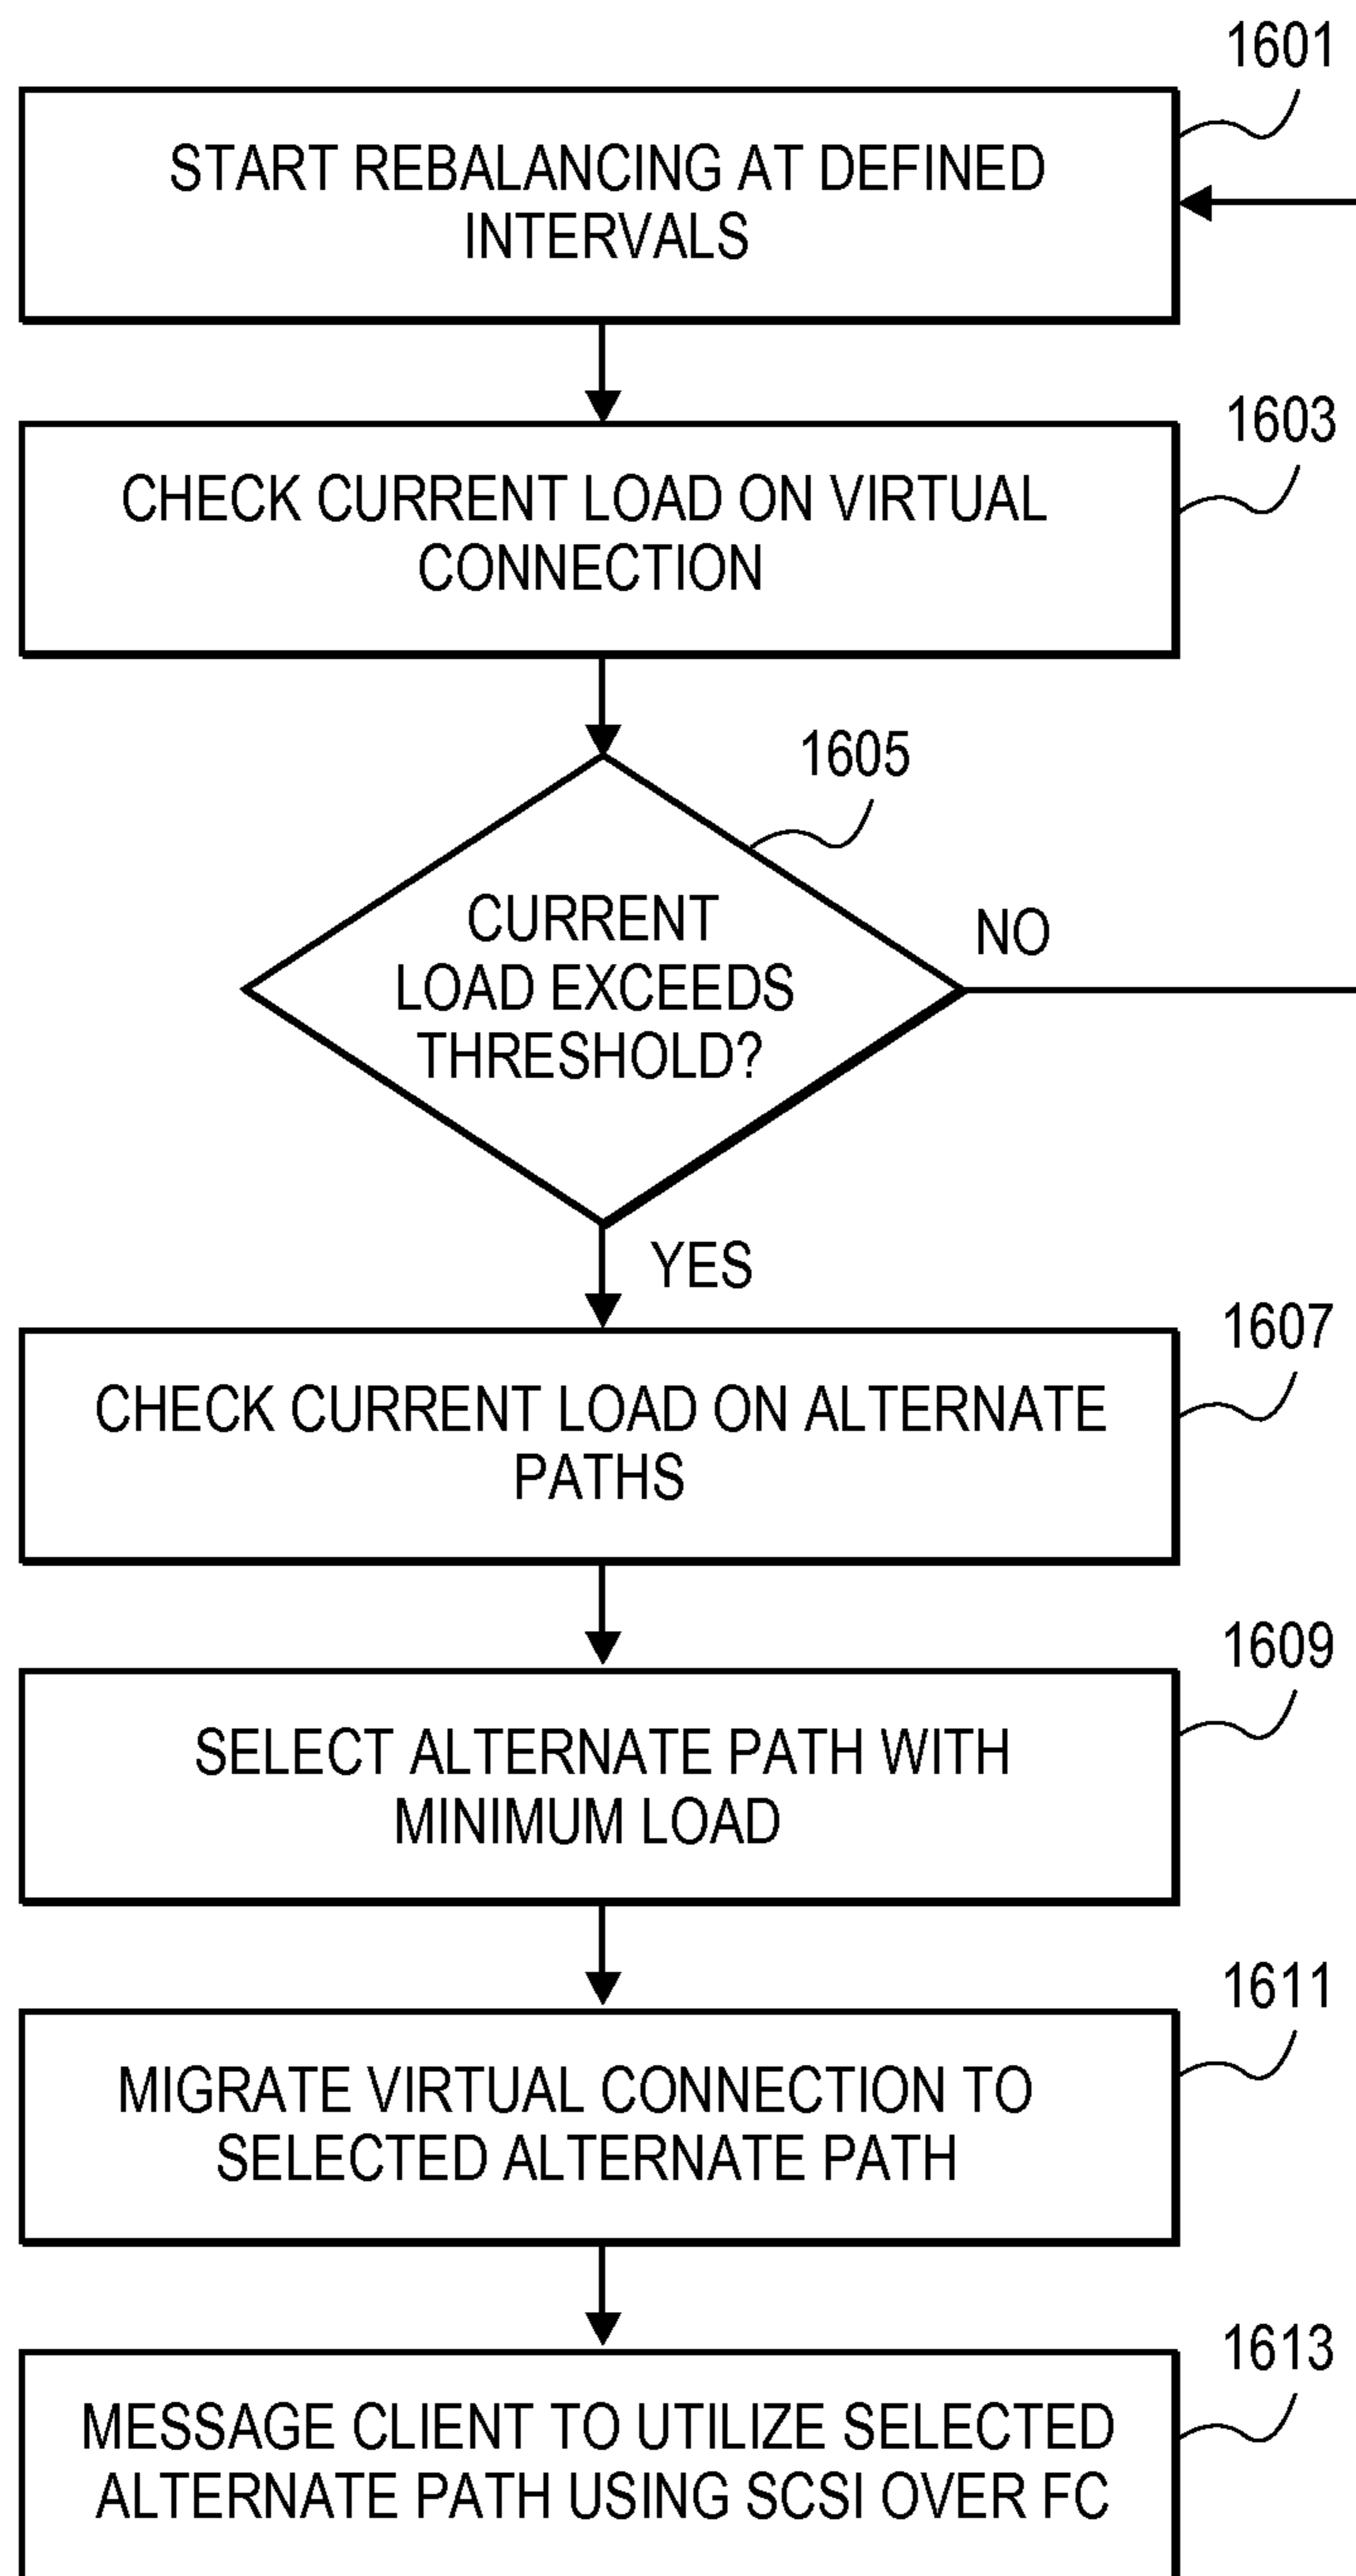 1601
START REBALANCING AT DEFINED
INTERVALS
1603
CHECK CURRENT LOAD ON VIRTUAL
CONNECTION
1605
CURRENT
LOAD EXCEEDS
THRESHOLD?
NO
YES
1607
CHECK CURRENT LOAD ON ALTERNATE
PATHS
1609
SELECT ALTERNATE PATH WITH
MINIMUM LOAD
1611
MIGRATE VIRTUAL CONNECTION TO
SELECTED ALTERNATE PATH
1613
MESSAGE CLIENT TO UTILIZE SELECTED
ALTERNATE PATH USING SCSI OVER FC